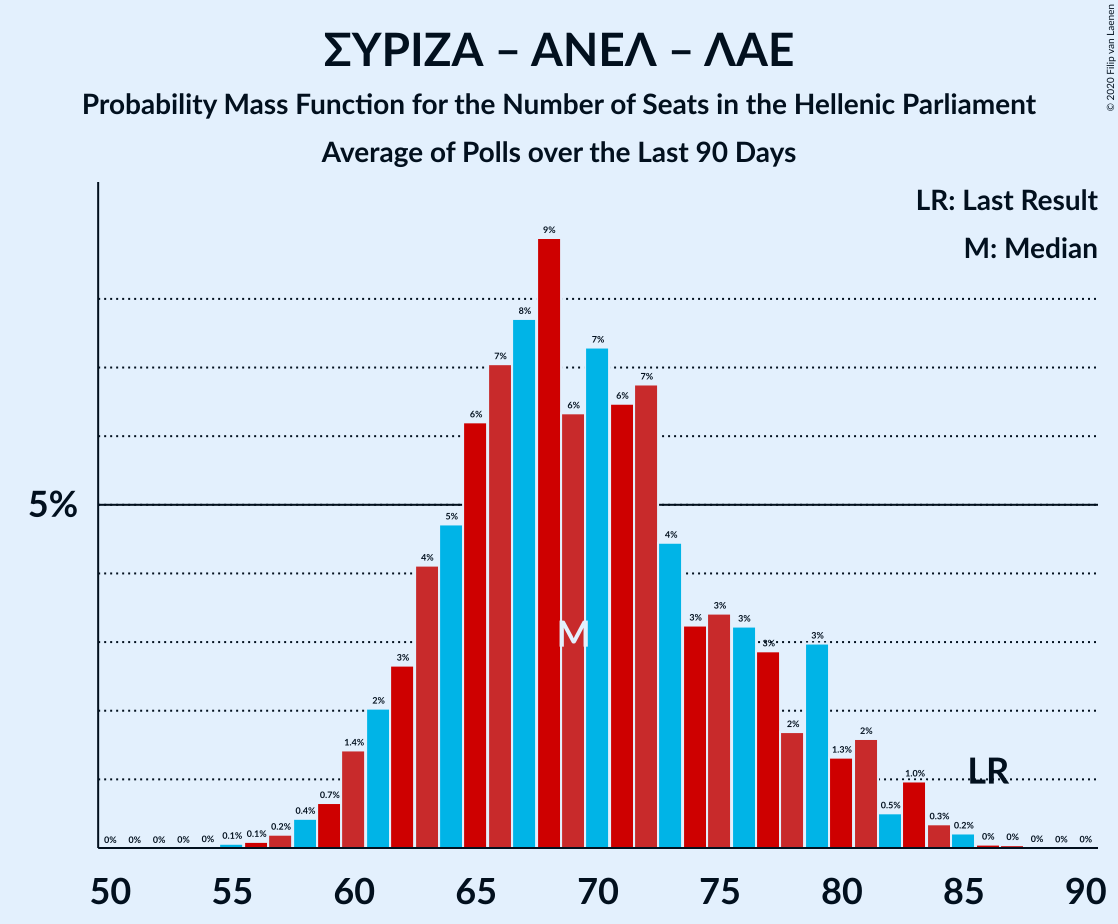 ΣΥΡΙΖΑ – ΑΝΕΛ – ΛΑΕ
Probability Mass Function for the Number of Seats in the Hellenic Parliament
Average of Polls over the Last 90 Days
© 2020 Filip van Laenen
LR: Last Result
M: Median
5%
0% 0% 0% 0% 0% 0.1% 0.1% 0.2% 0.4% 0.7% 1.4% 2% 3% 4% 5% 6% 7% 8% 9% 6% 7% 6% 7% 4% 3% 3% 3% 3% 2% 3% 1.3% 2% 0.5% 1.0% 0.3% 0.2% 0% 0% 0% 0% 0%
M
LR
50 55 60 65 70 75 80 85 90